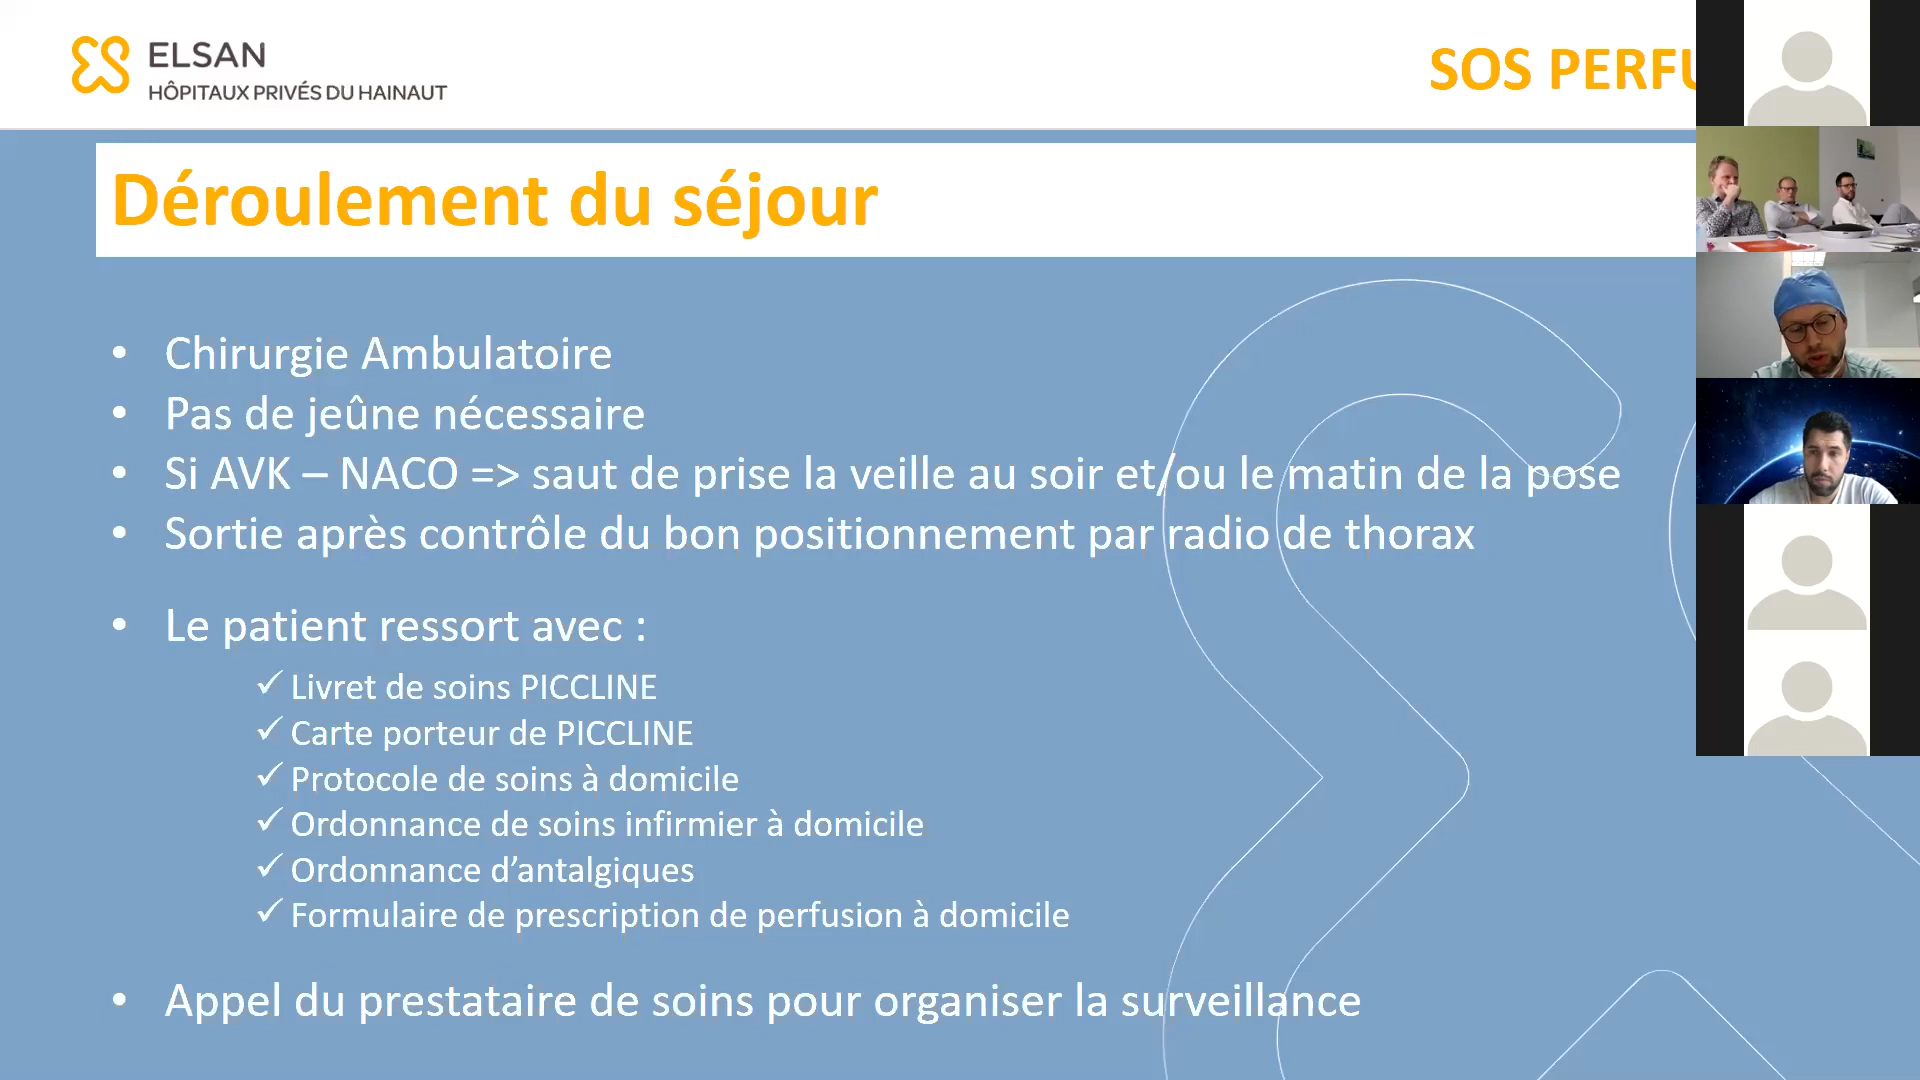 ELSAN
HÔPITAUX PRIVÉS DU HAINAUT
SOS PERFU
Déroulement du séjour
• Chirurgie Ambulatoire
• Pas de jeûne nécessaire
• Si AVK – NACO => saut de prise la veille au soir et/ou le matin de la pose
• Sortie après contrôle du bon positionnement par radio de thorax
• Le patient ressort avec :
✓ Livret de soins PICCLINE
✓ Carte porteur de PICCLINE
✓ Protocole de soins à domicile
✓ Ordonnance de soins infirmier à domicile
✓ Ordonnance d’antalgiques
✓ Formulaire de prescription de perfusion à domicile
• Appel du prestataire de soins pour organiser la surveillance